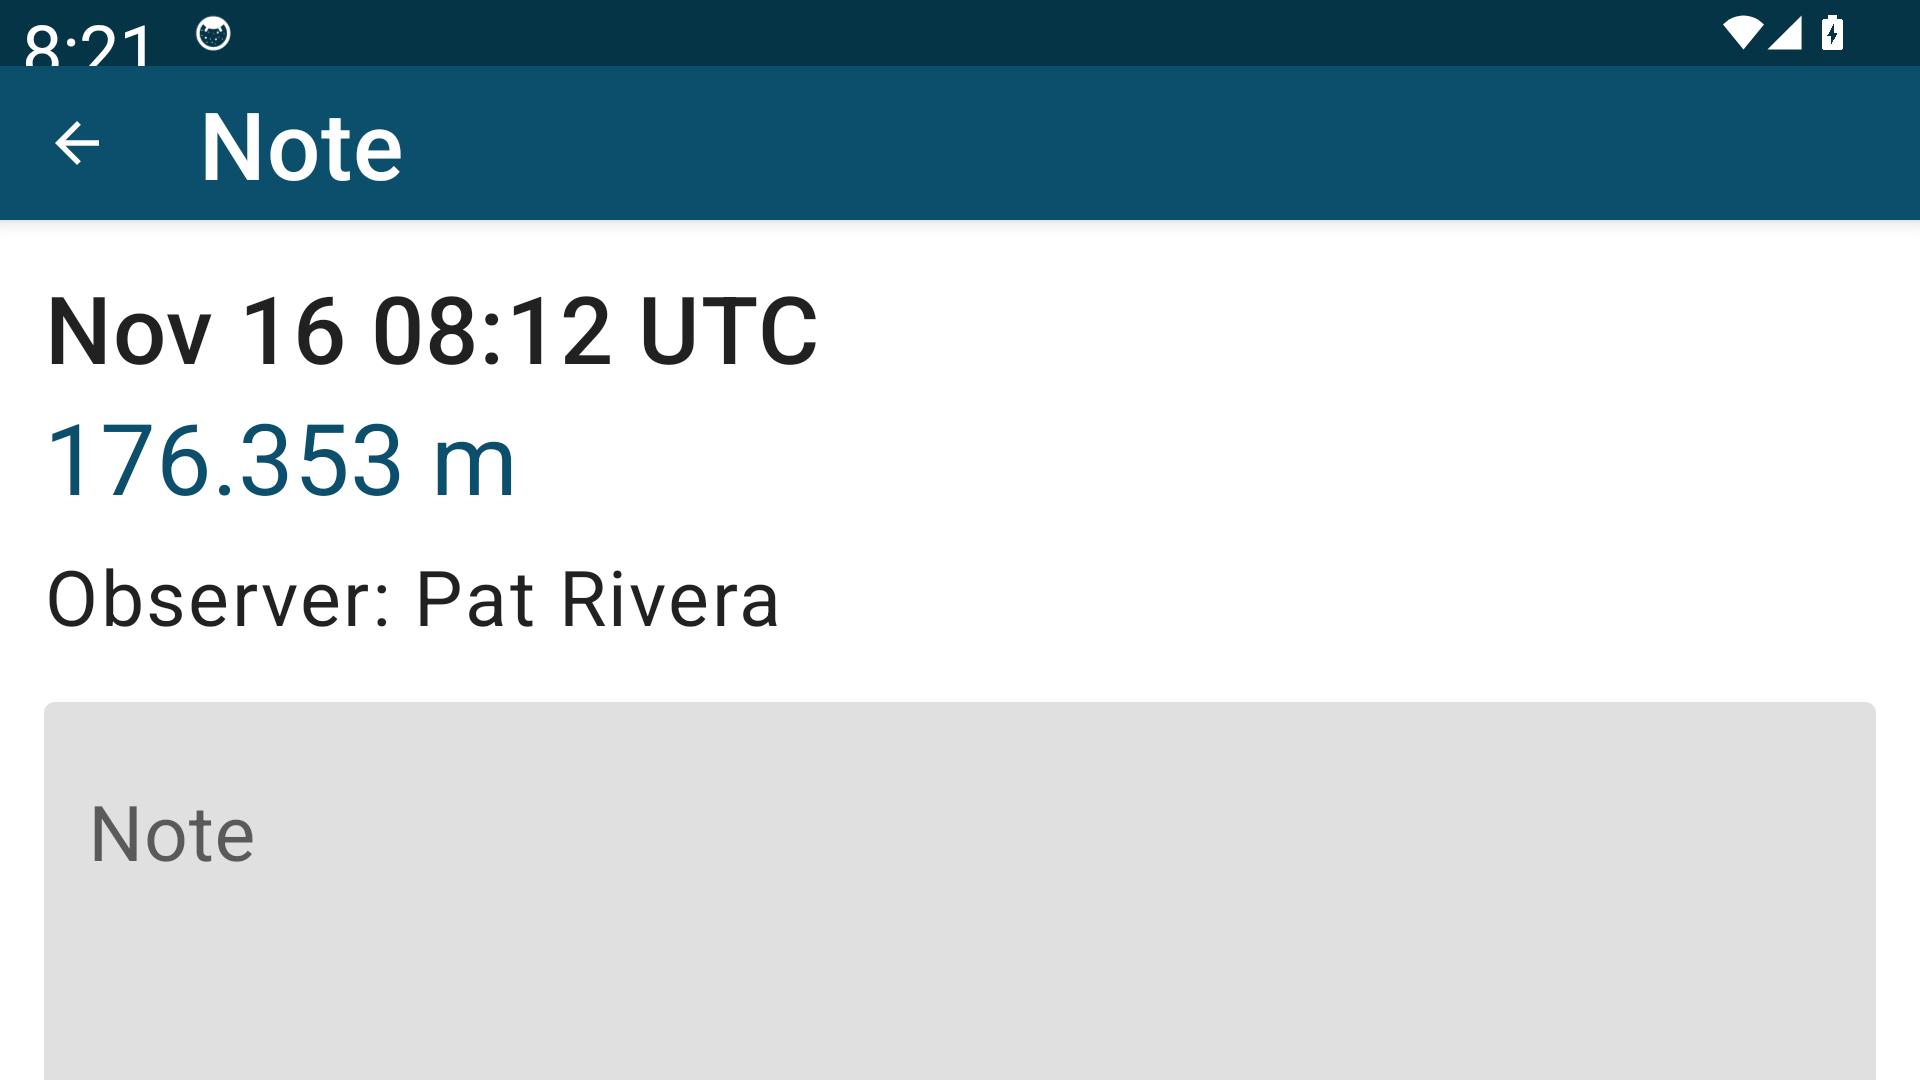 8:21
Note
Nov 16 08:12 UTC
176.353 m
Observer: Pat Rivera
Note